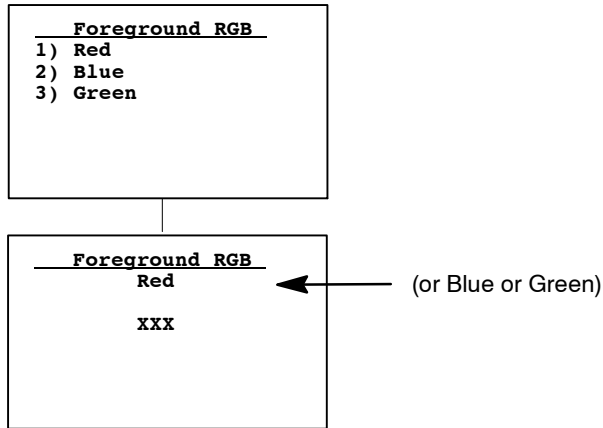 Foreground RGB
1) Red
2) Blue
3) Green
Foreground RGB
Red
(or Blue or Green)
XXX